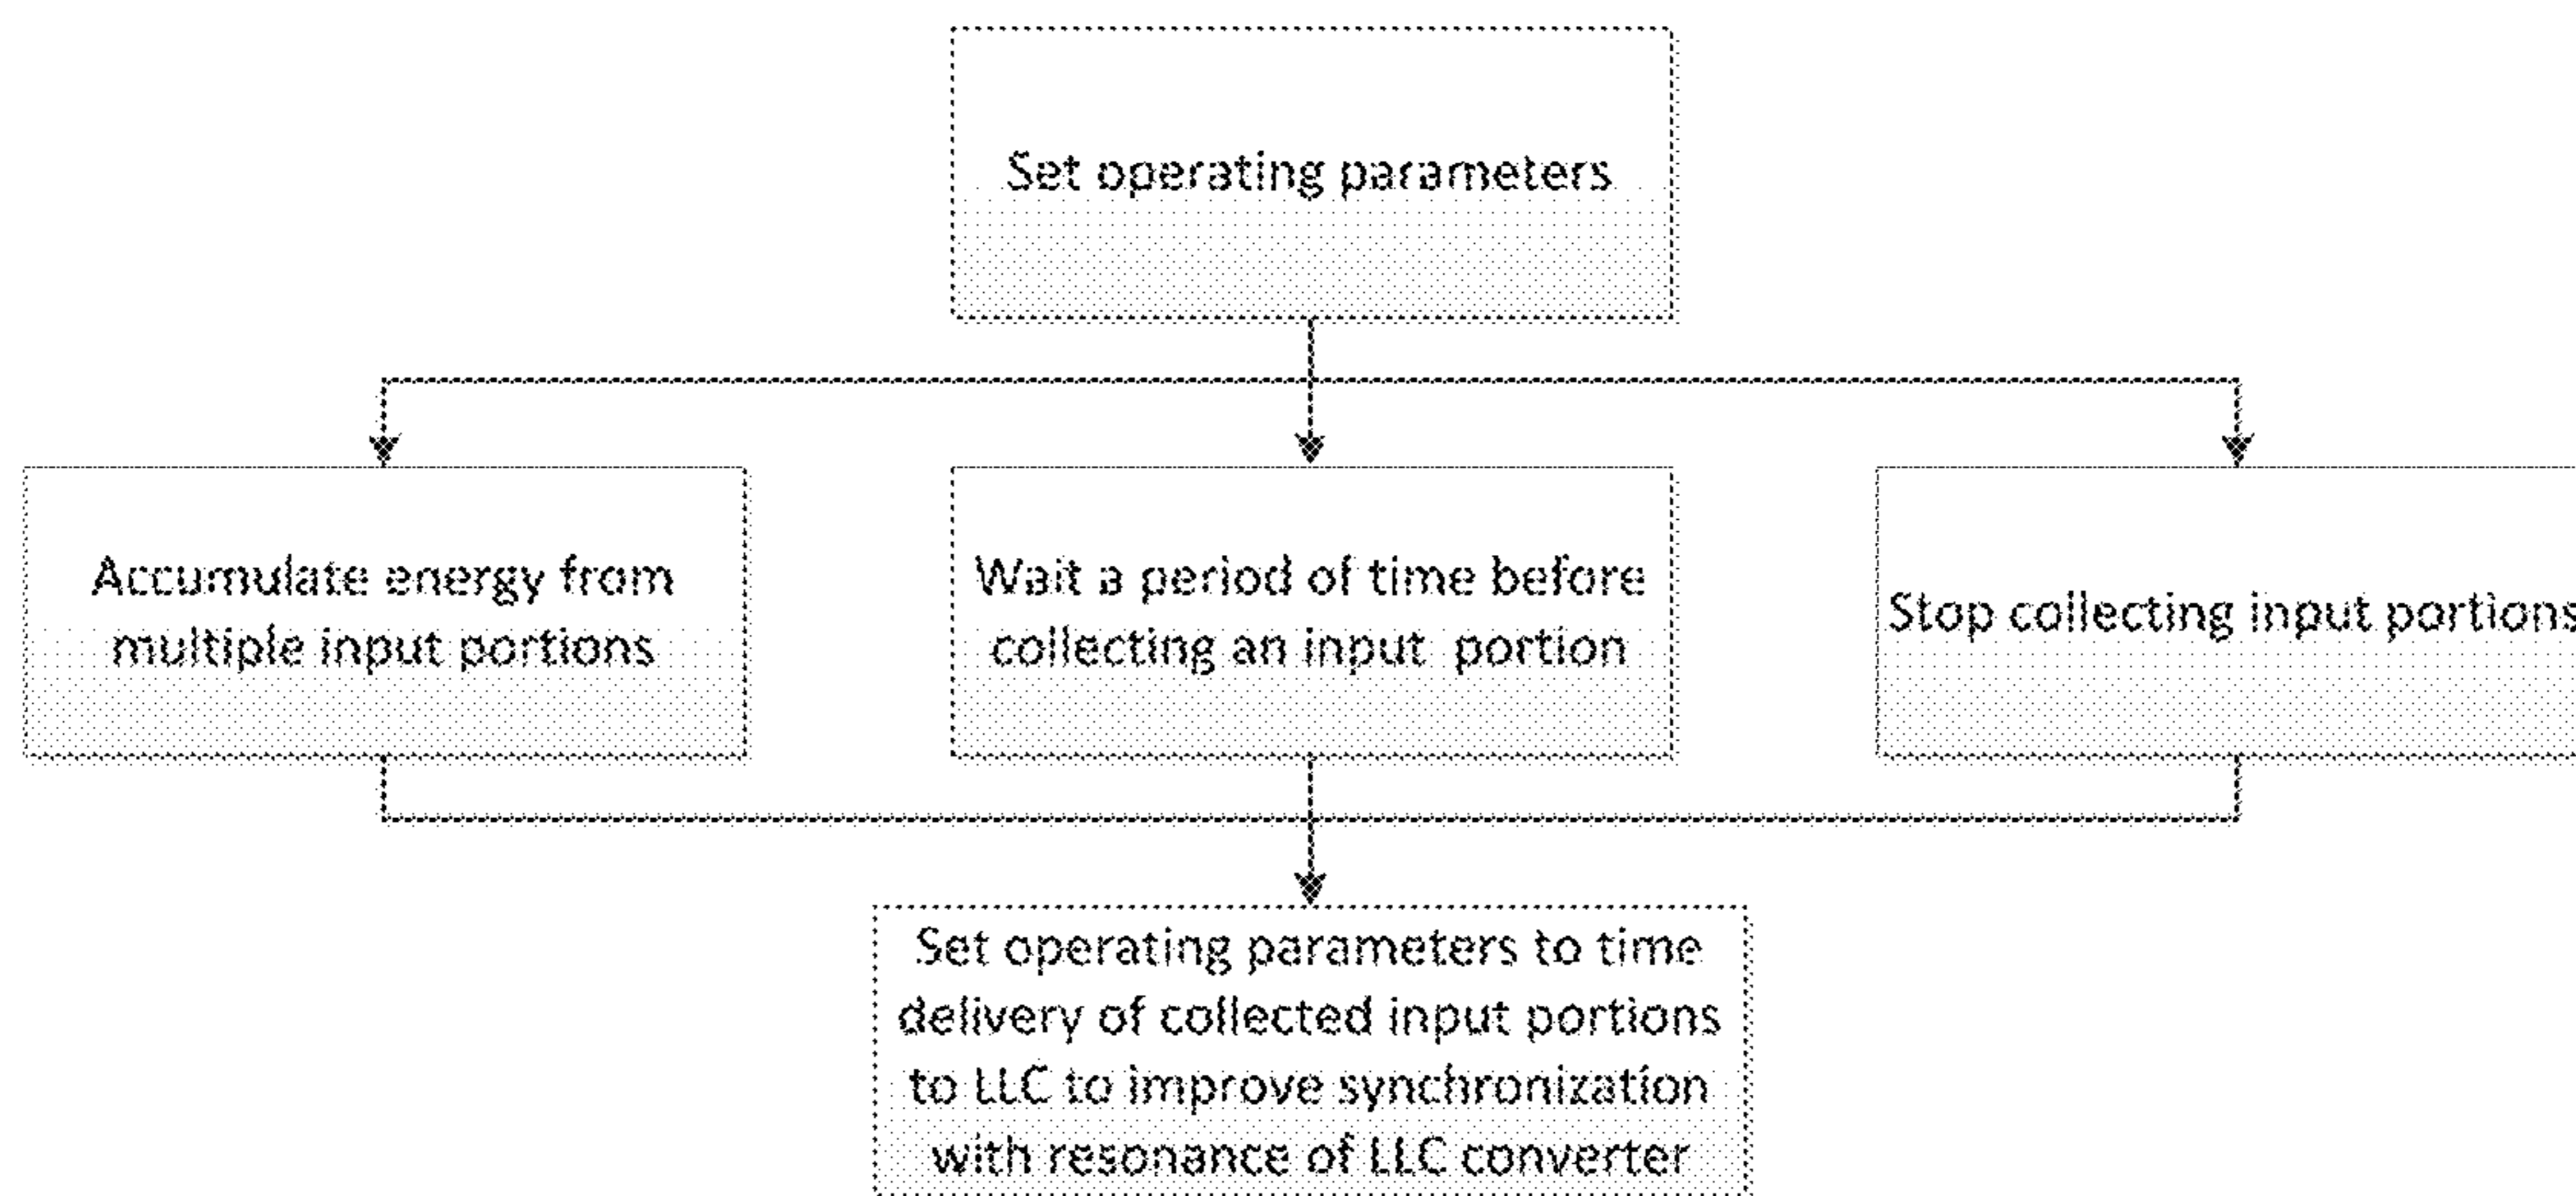 Set operating parameters
Accumulate energy from
multiple input portions
Wait a period of time before
collecting an input portion
Stop collecting input portions
Set operating parameters to time
delivery of collected input portions
to LLC to improve synchronization
with resonance of LLC converter